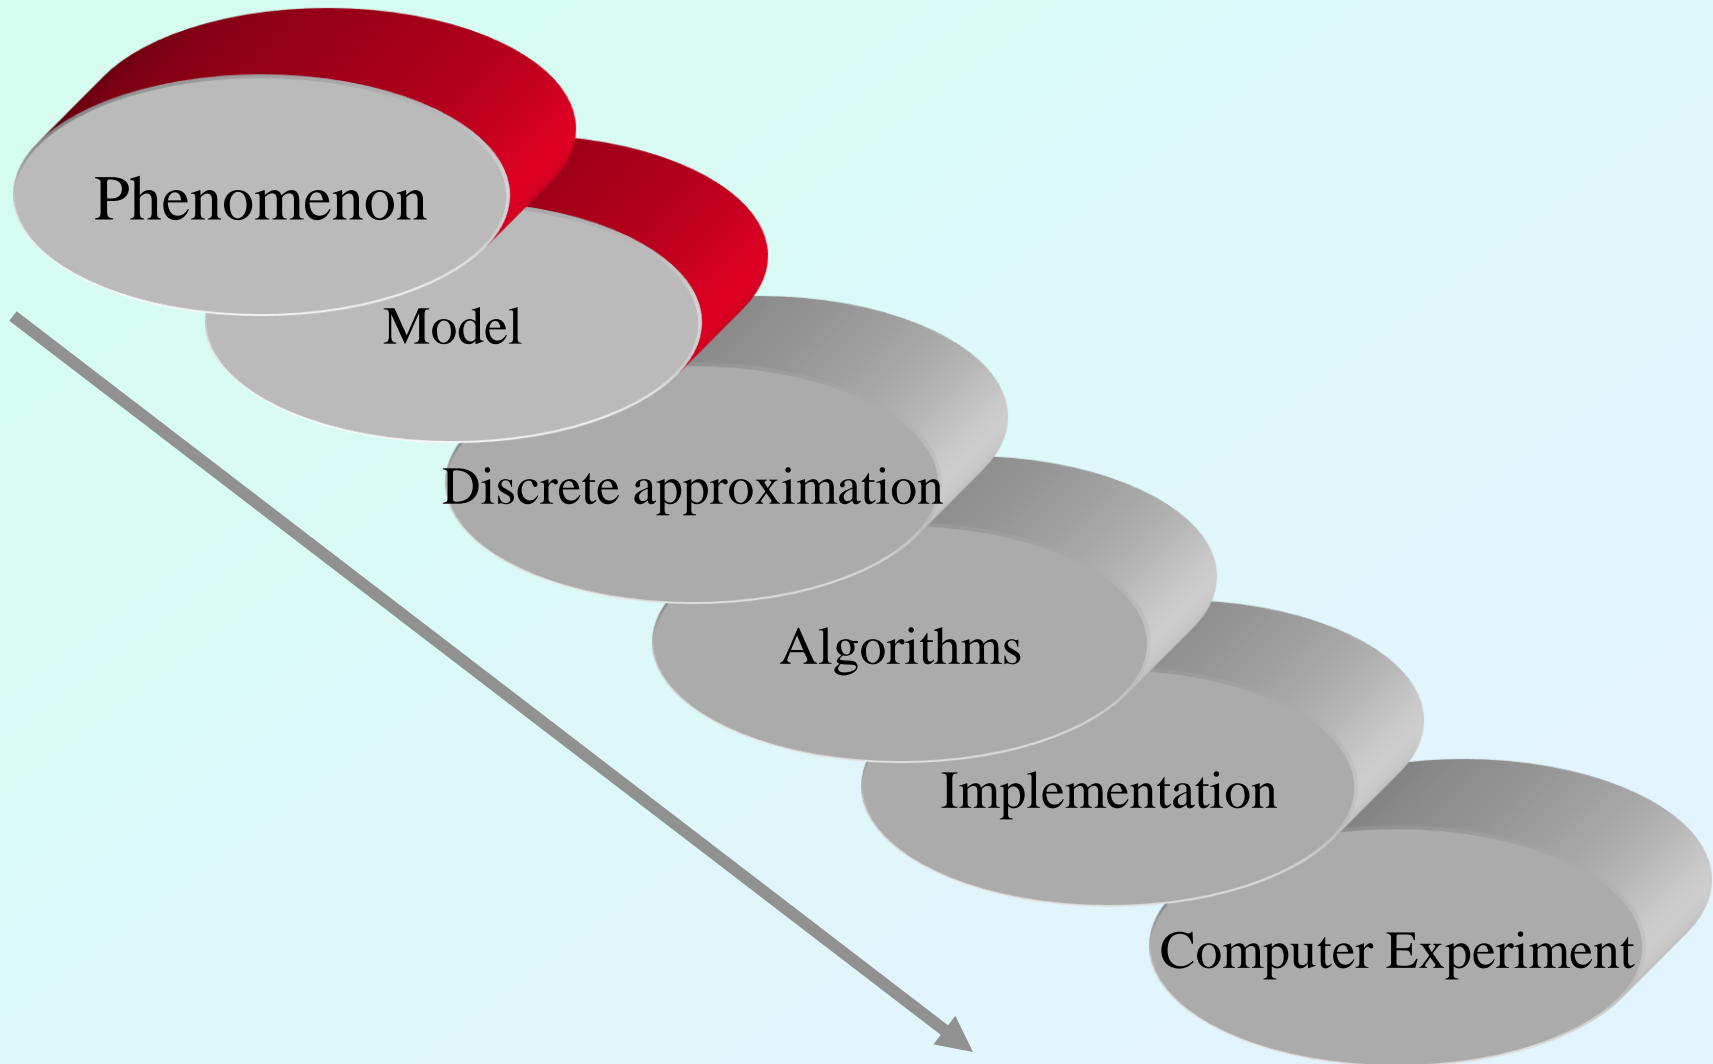 Phenomenon
Model
Discrete approximation
Algorithms
Implementation
Computer Experiment